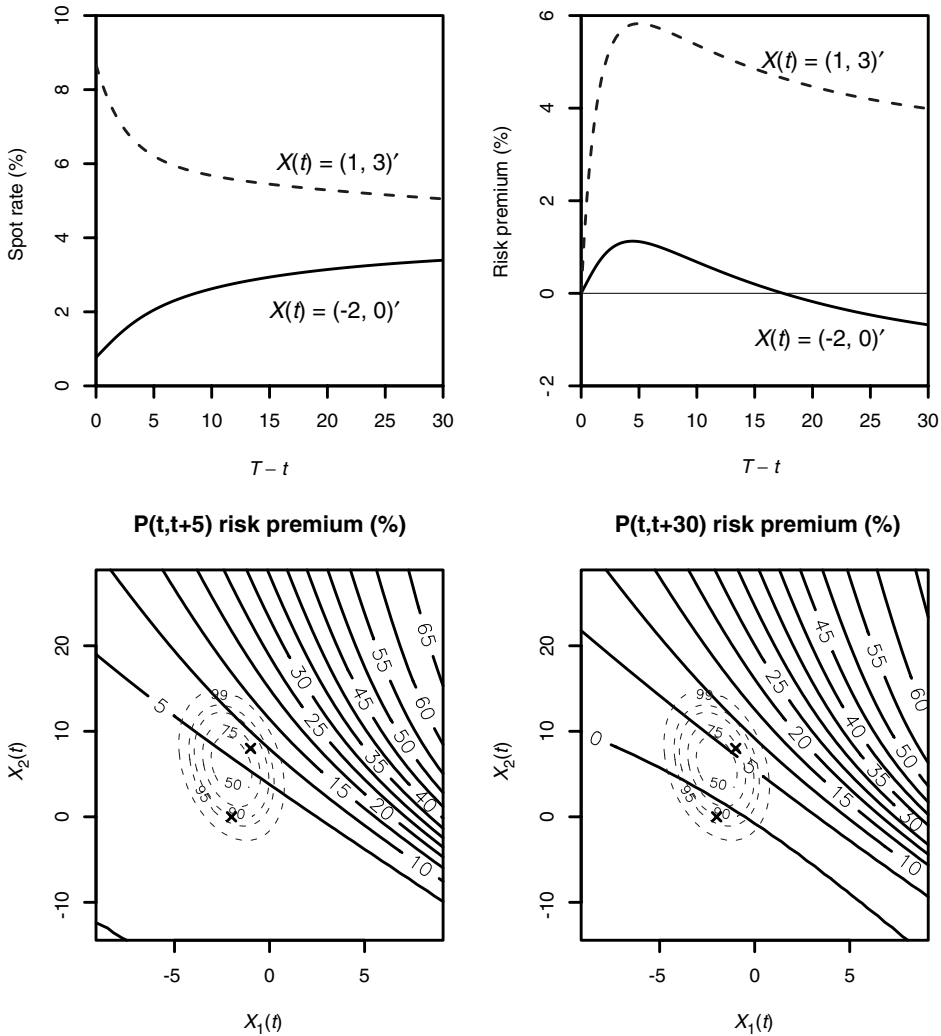 Spot rate (%)
0 2 4 6 8 10
X(t) = (1, 3)′
X(t) = (-2, 0)′
0 5 10 15 20 25 30
T – t
Risk premium (%)
-2 0 2 4 6
X(t) = (1, 3)′
X(t) = (-2, 0)′
0 5 10 15 20 25 30
T – t
P(t,t+5) risk premium (%)
X2(t)
-10 0 10 20
5
99
75
50
95
90
30
25
15
20
10
45
35
40
55
50
65
60
-5 0 5
X1(t)
P(t,t+30) risk premium (%)
X2(t)
-10 0 10 20
0
99
75
5
50
95
90
25
15
20
10
45
40
35
30
55
50
60
-5 0 5
X1(t)